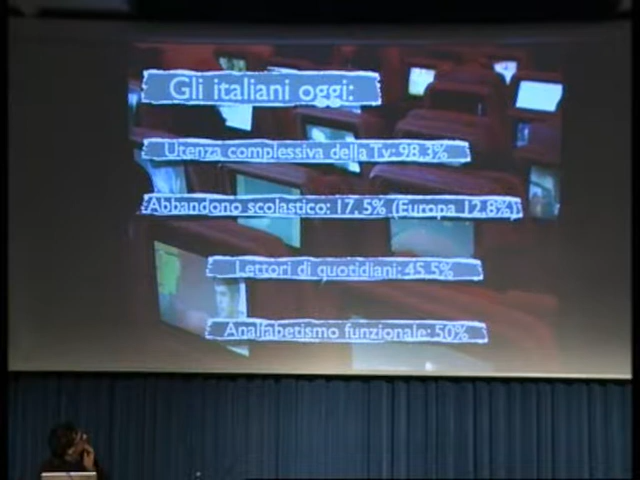 Gli italiani oggi:
Utenza complessiva della Tv: 98,3%
Abbandono scolastico: 17, 5% (Europa 12,8%)
Lettori di quotidiani: 45,5%
Analfabetismo funzionale: 50%